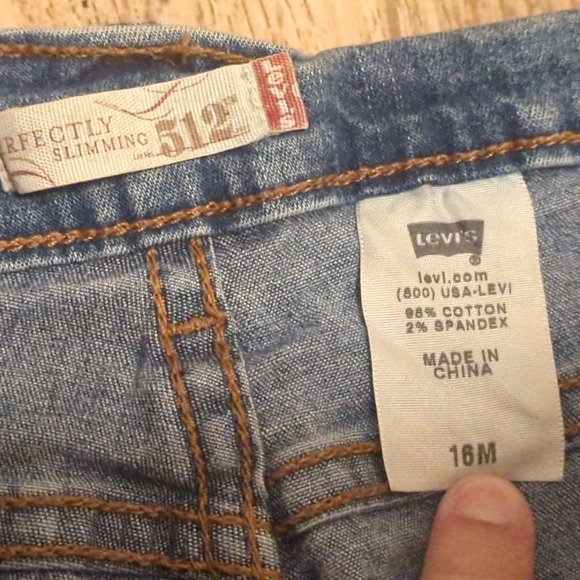 RFECTLY
SLIMMING
512
LEVI'S
Levi's
®
levi.com
(800) USA-LEVI
98% COTTON
2% SPANDEX
MADE IN
CHINA
16M